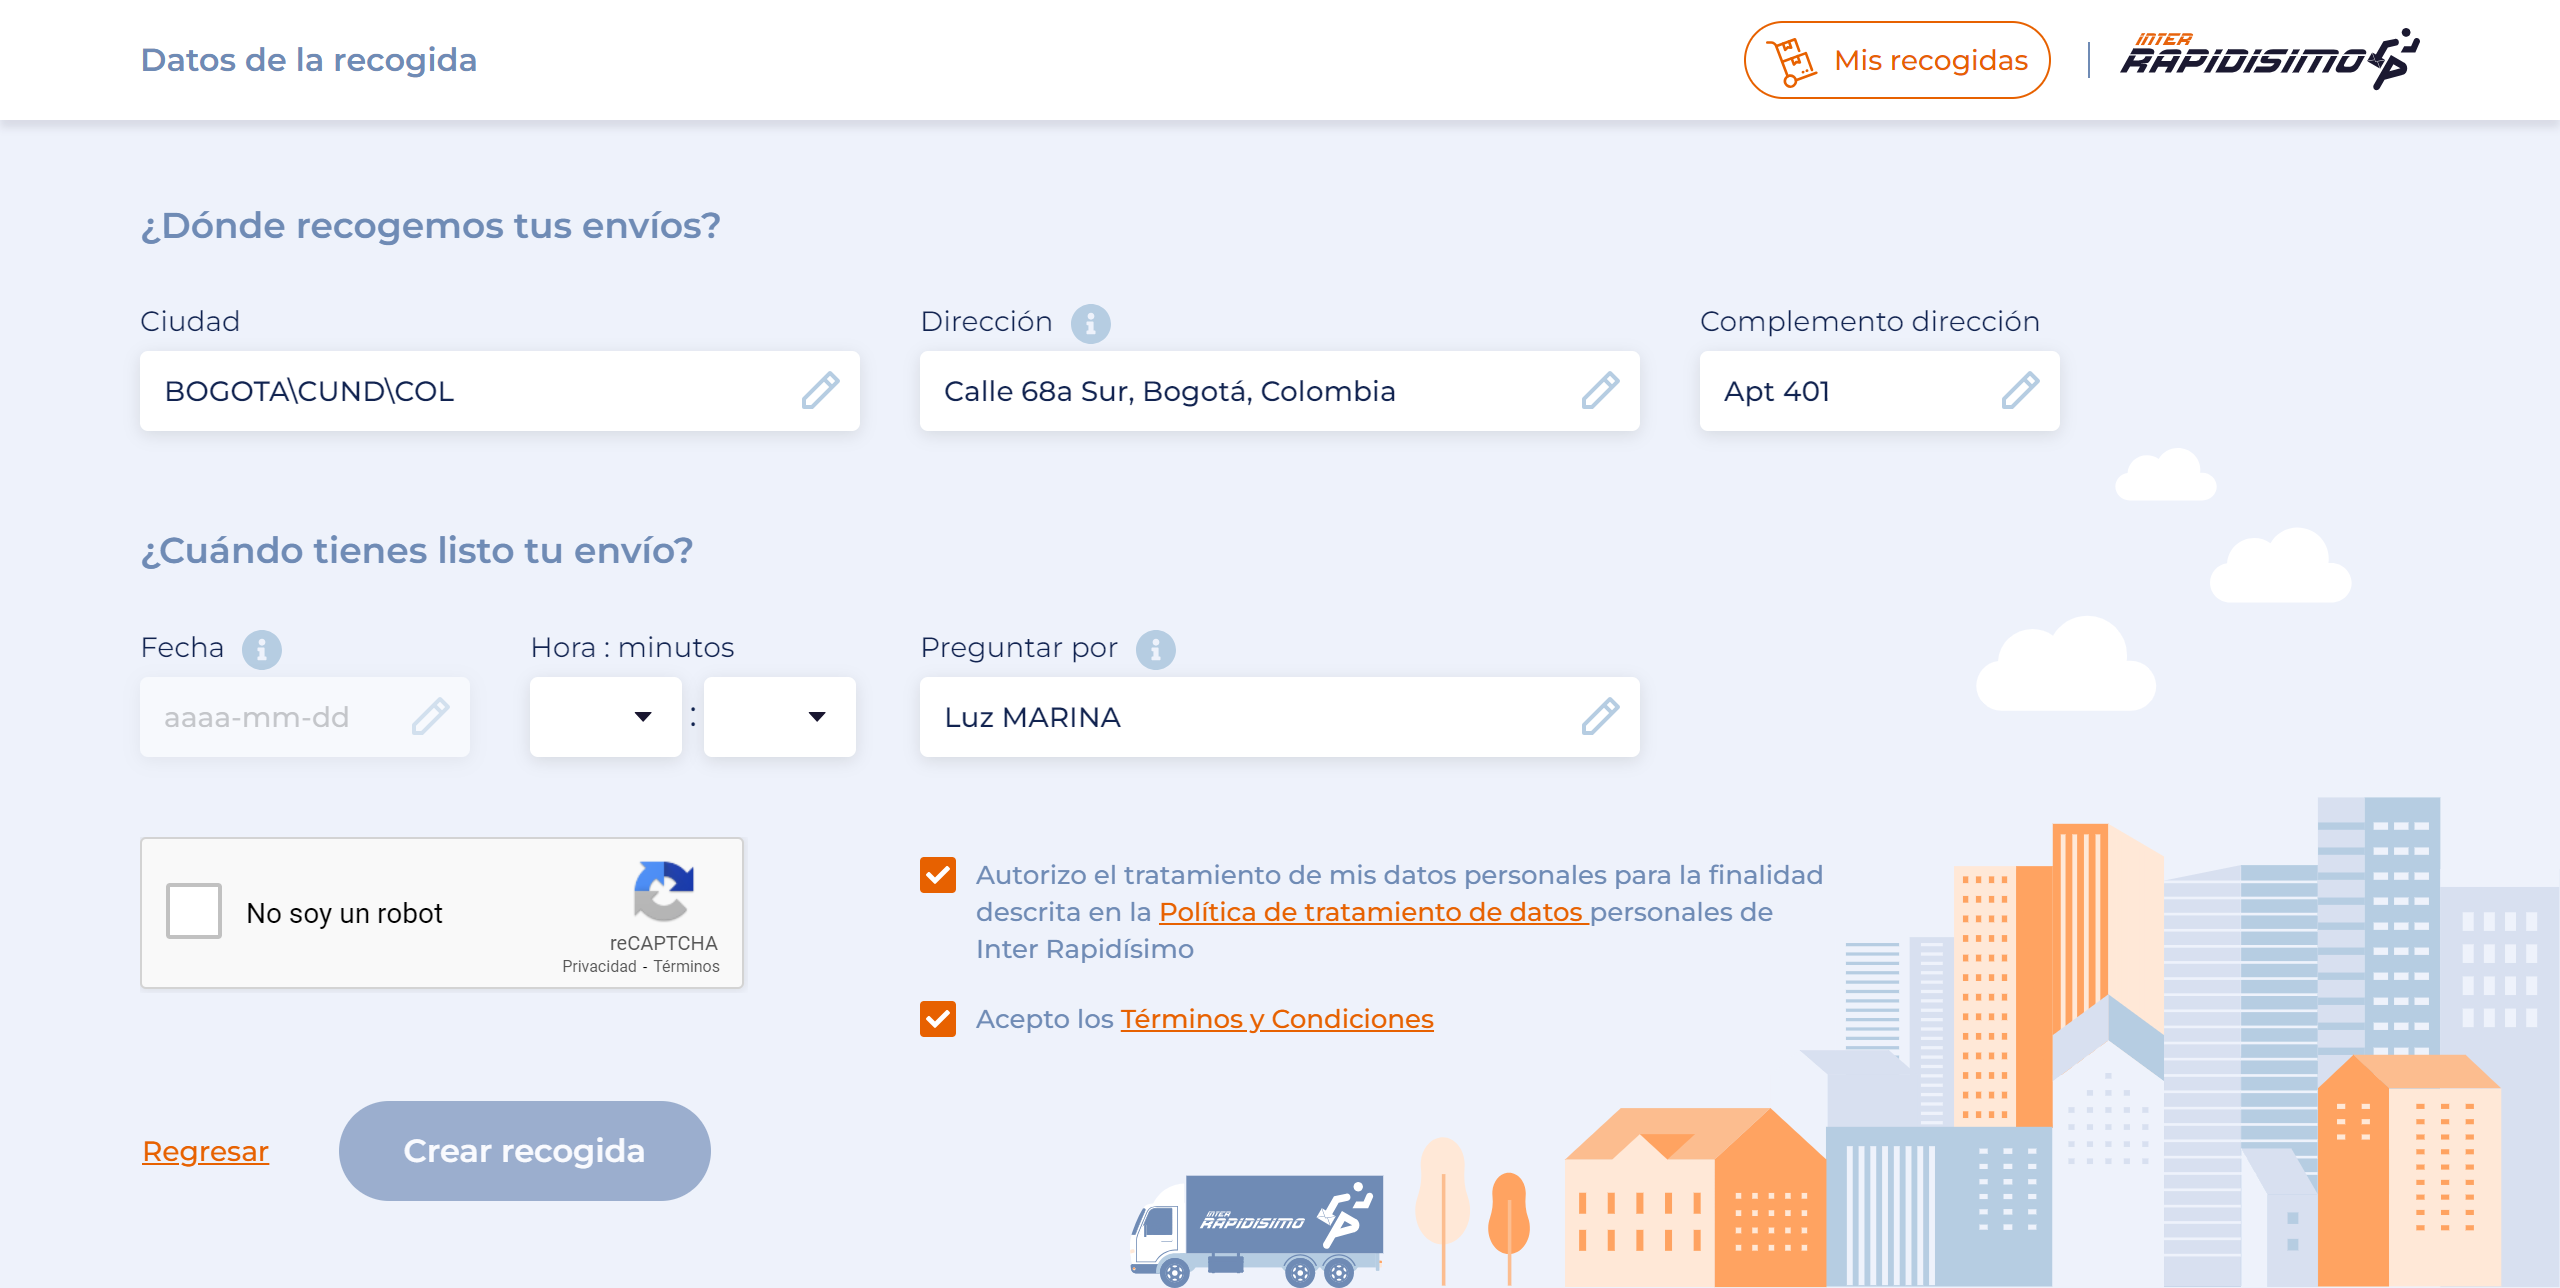 Datos de la recogida
Mis recogidas
INTER
RAPIDISIMO
¿Dónde recogemos tus envíos?
Ciudad
Dirección
Complemento dirección
BOGOTA\CUND\COL
Calle 68a Sur, Bogotá, Colombia
Apt 401
¿Cuándo tienes listo tu envío?
Fecha
Hora : minutos
Preguntar por
aaaa-mm-dd
:
Luz MARINA
No soy un robot
reCAPTCHA
Privacidad - Términos
Autorizo el tratamiento de mis datos personales para la finalidad
descrita en la Política de tratamiento de datos personales de
Inter Rapidísimo
Acepto los Términos y Condiciones
Regresar
Crear recogida
INTER
RAPIDISIMO